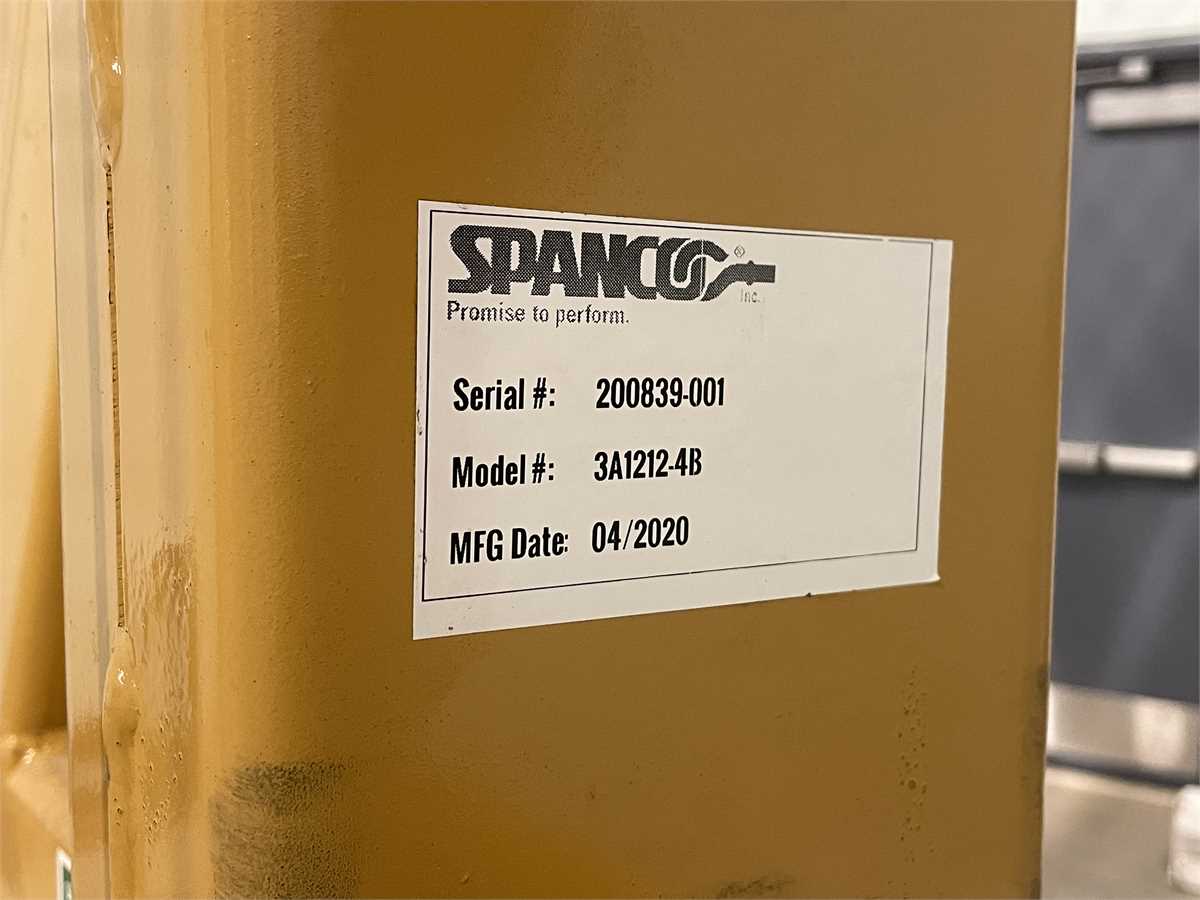 SPANCO®
Inc.
Promise to perform.
Serial #: 200839-001
Model #: 3A1212-4B
MFG Date: 04/2020